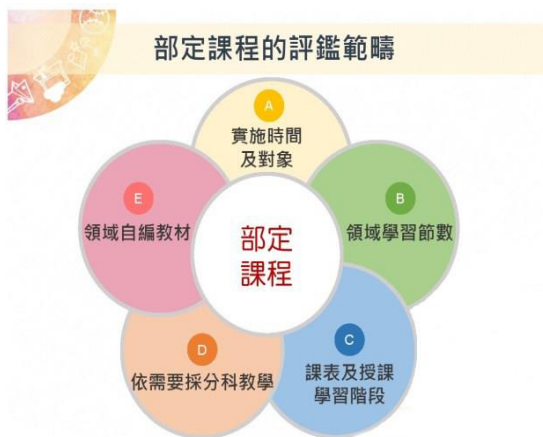 部定課程的評鑑範疇
A
實施時間
及對象
B
領域學習節數
C
課表及授課
學習階段
D
依需要採分科教學
E
領域自編教材
部定
課程